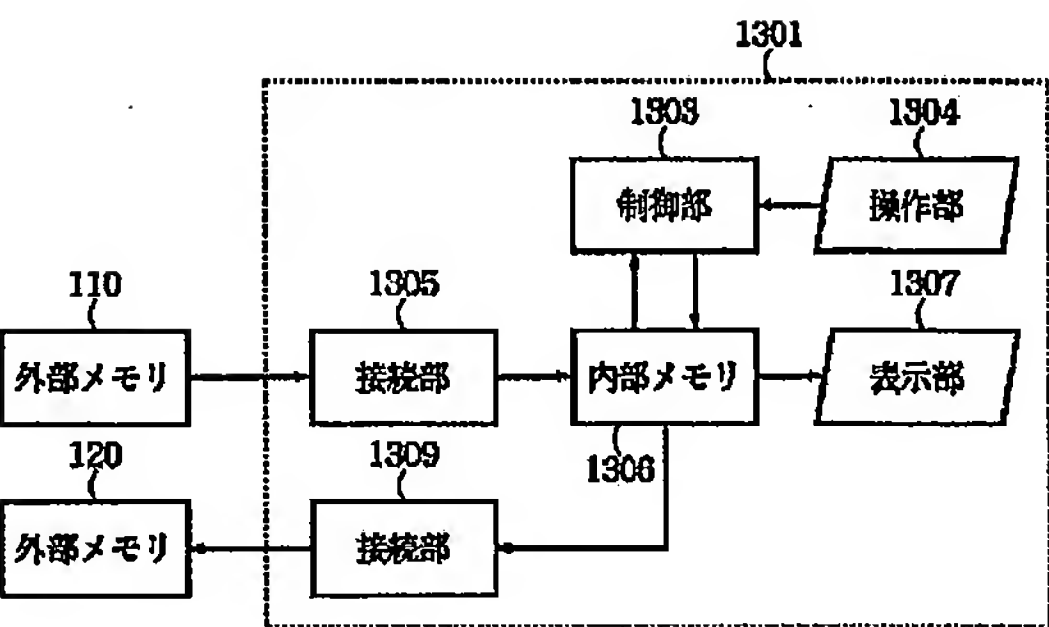 1301
1303
1304
制御部
操作部
110
1305
1307
外部メモリ
接続部
内部メモリ
表示部
120
1309
1306
外部メモリ
接続部